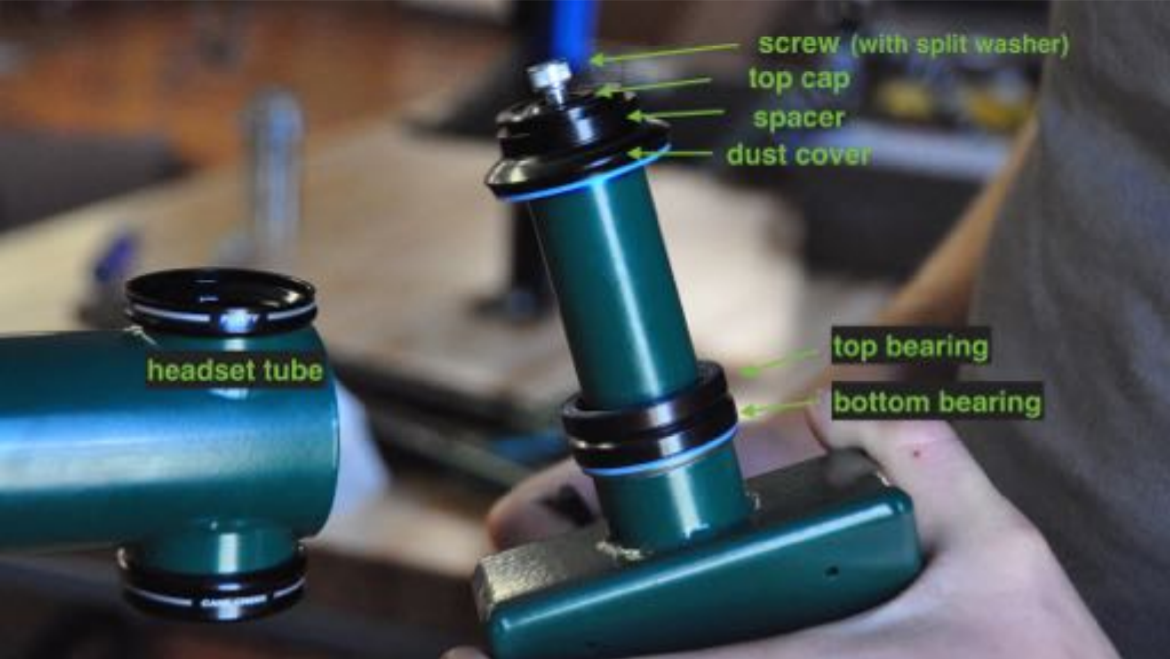 screw (with split washer)
top cap
spacer
dust cover
headset tube
top bearing
bottom bearing